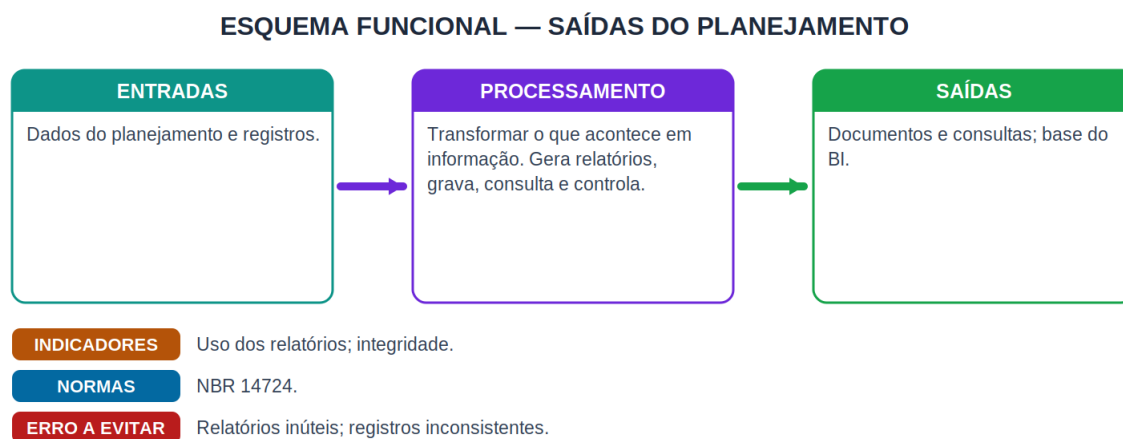 ESQUEMA FUNCIONAL — SAÍDAS DO PLANEJAMENTO
ENTRADAS
Dados do planejamento e registros.
PROCESSAMENTO
Transformar o que acontece em
informação. Gera relatórios,
grava, consulta e controla.
SAÍDAS
Documentos e consultas; base do
BI.
INDICADORES
Uso dos relatórios; integridade.
NORMAS
NBR 14724.
ERRO A EVITAR
Relatórios inúteis; registros inconsistentes.